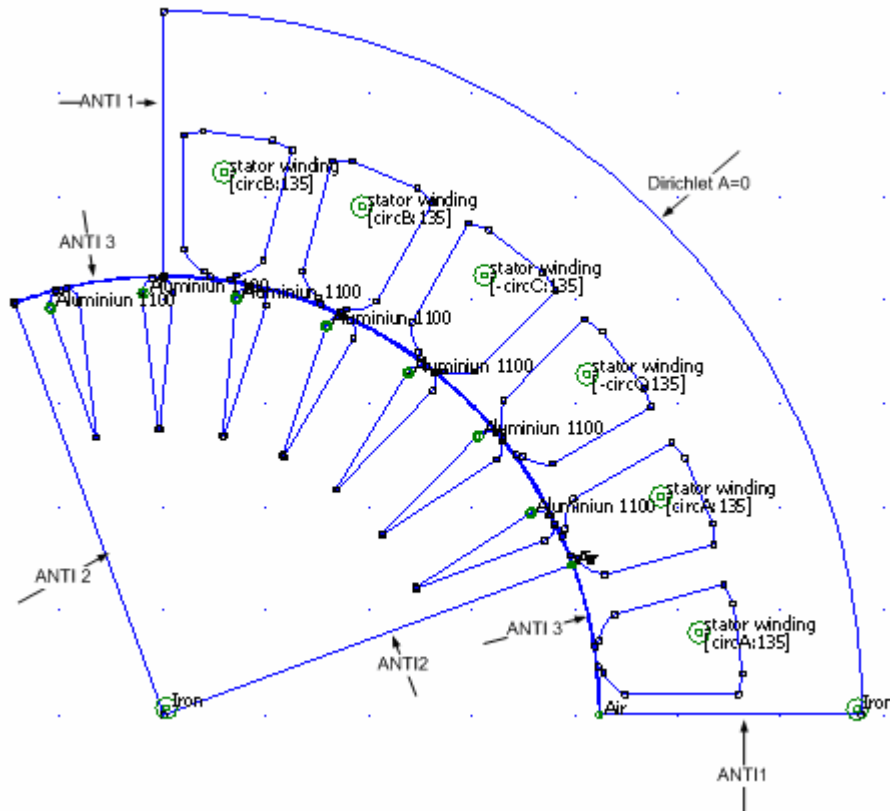 ANTI 1
stator winding
[circB:135]
stator winding
[circB:135]
Dirichlet A=0
ANTI 3
stator winding
[-circC:135]
Aluminiun 1100
Aluminiun 1100
Aluminiun 1100
Aluminiun 1100
Aluminiun 1100
stator winding
[-circC:135]
Aluminiun 1100
stator winding
[circA:135]
Aluminiun 1100
ANTI 2
ANTI 3
stator winding
[circA:135]
ANTI2
Iron
Air
Iron
ANTI1